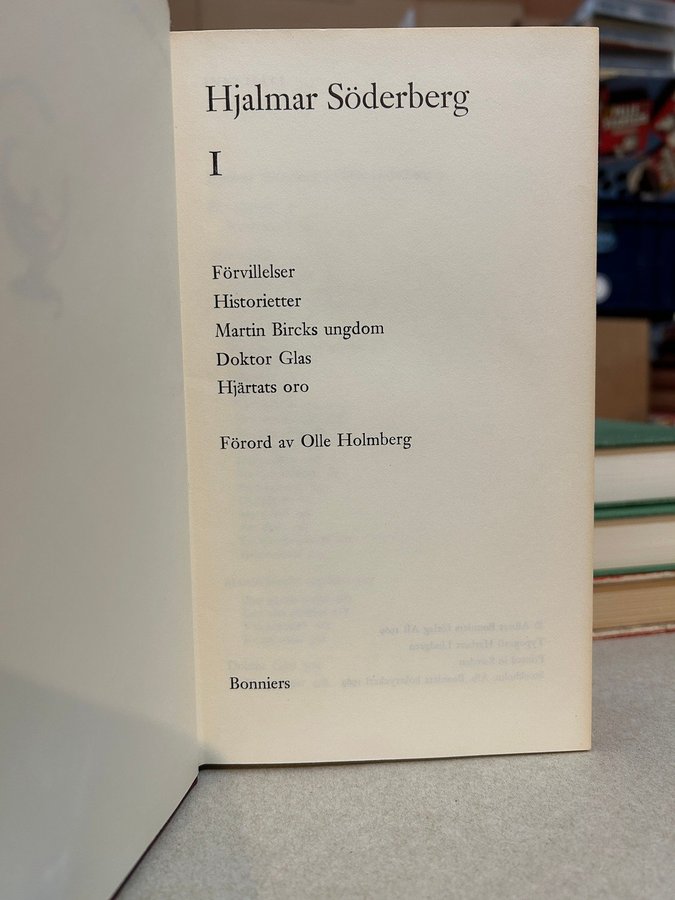 Hjalmar Söderberg
I
Förvillelser
Historietter
Martin Bircks ungdom
Doktor Glas
Hjärtats oro
Förord av Olle Holmberg
Bonniers